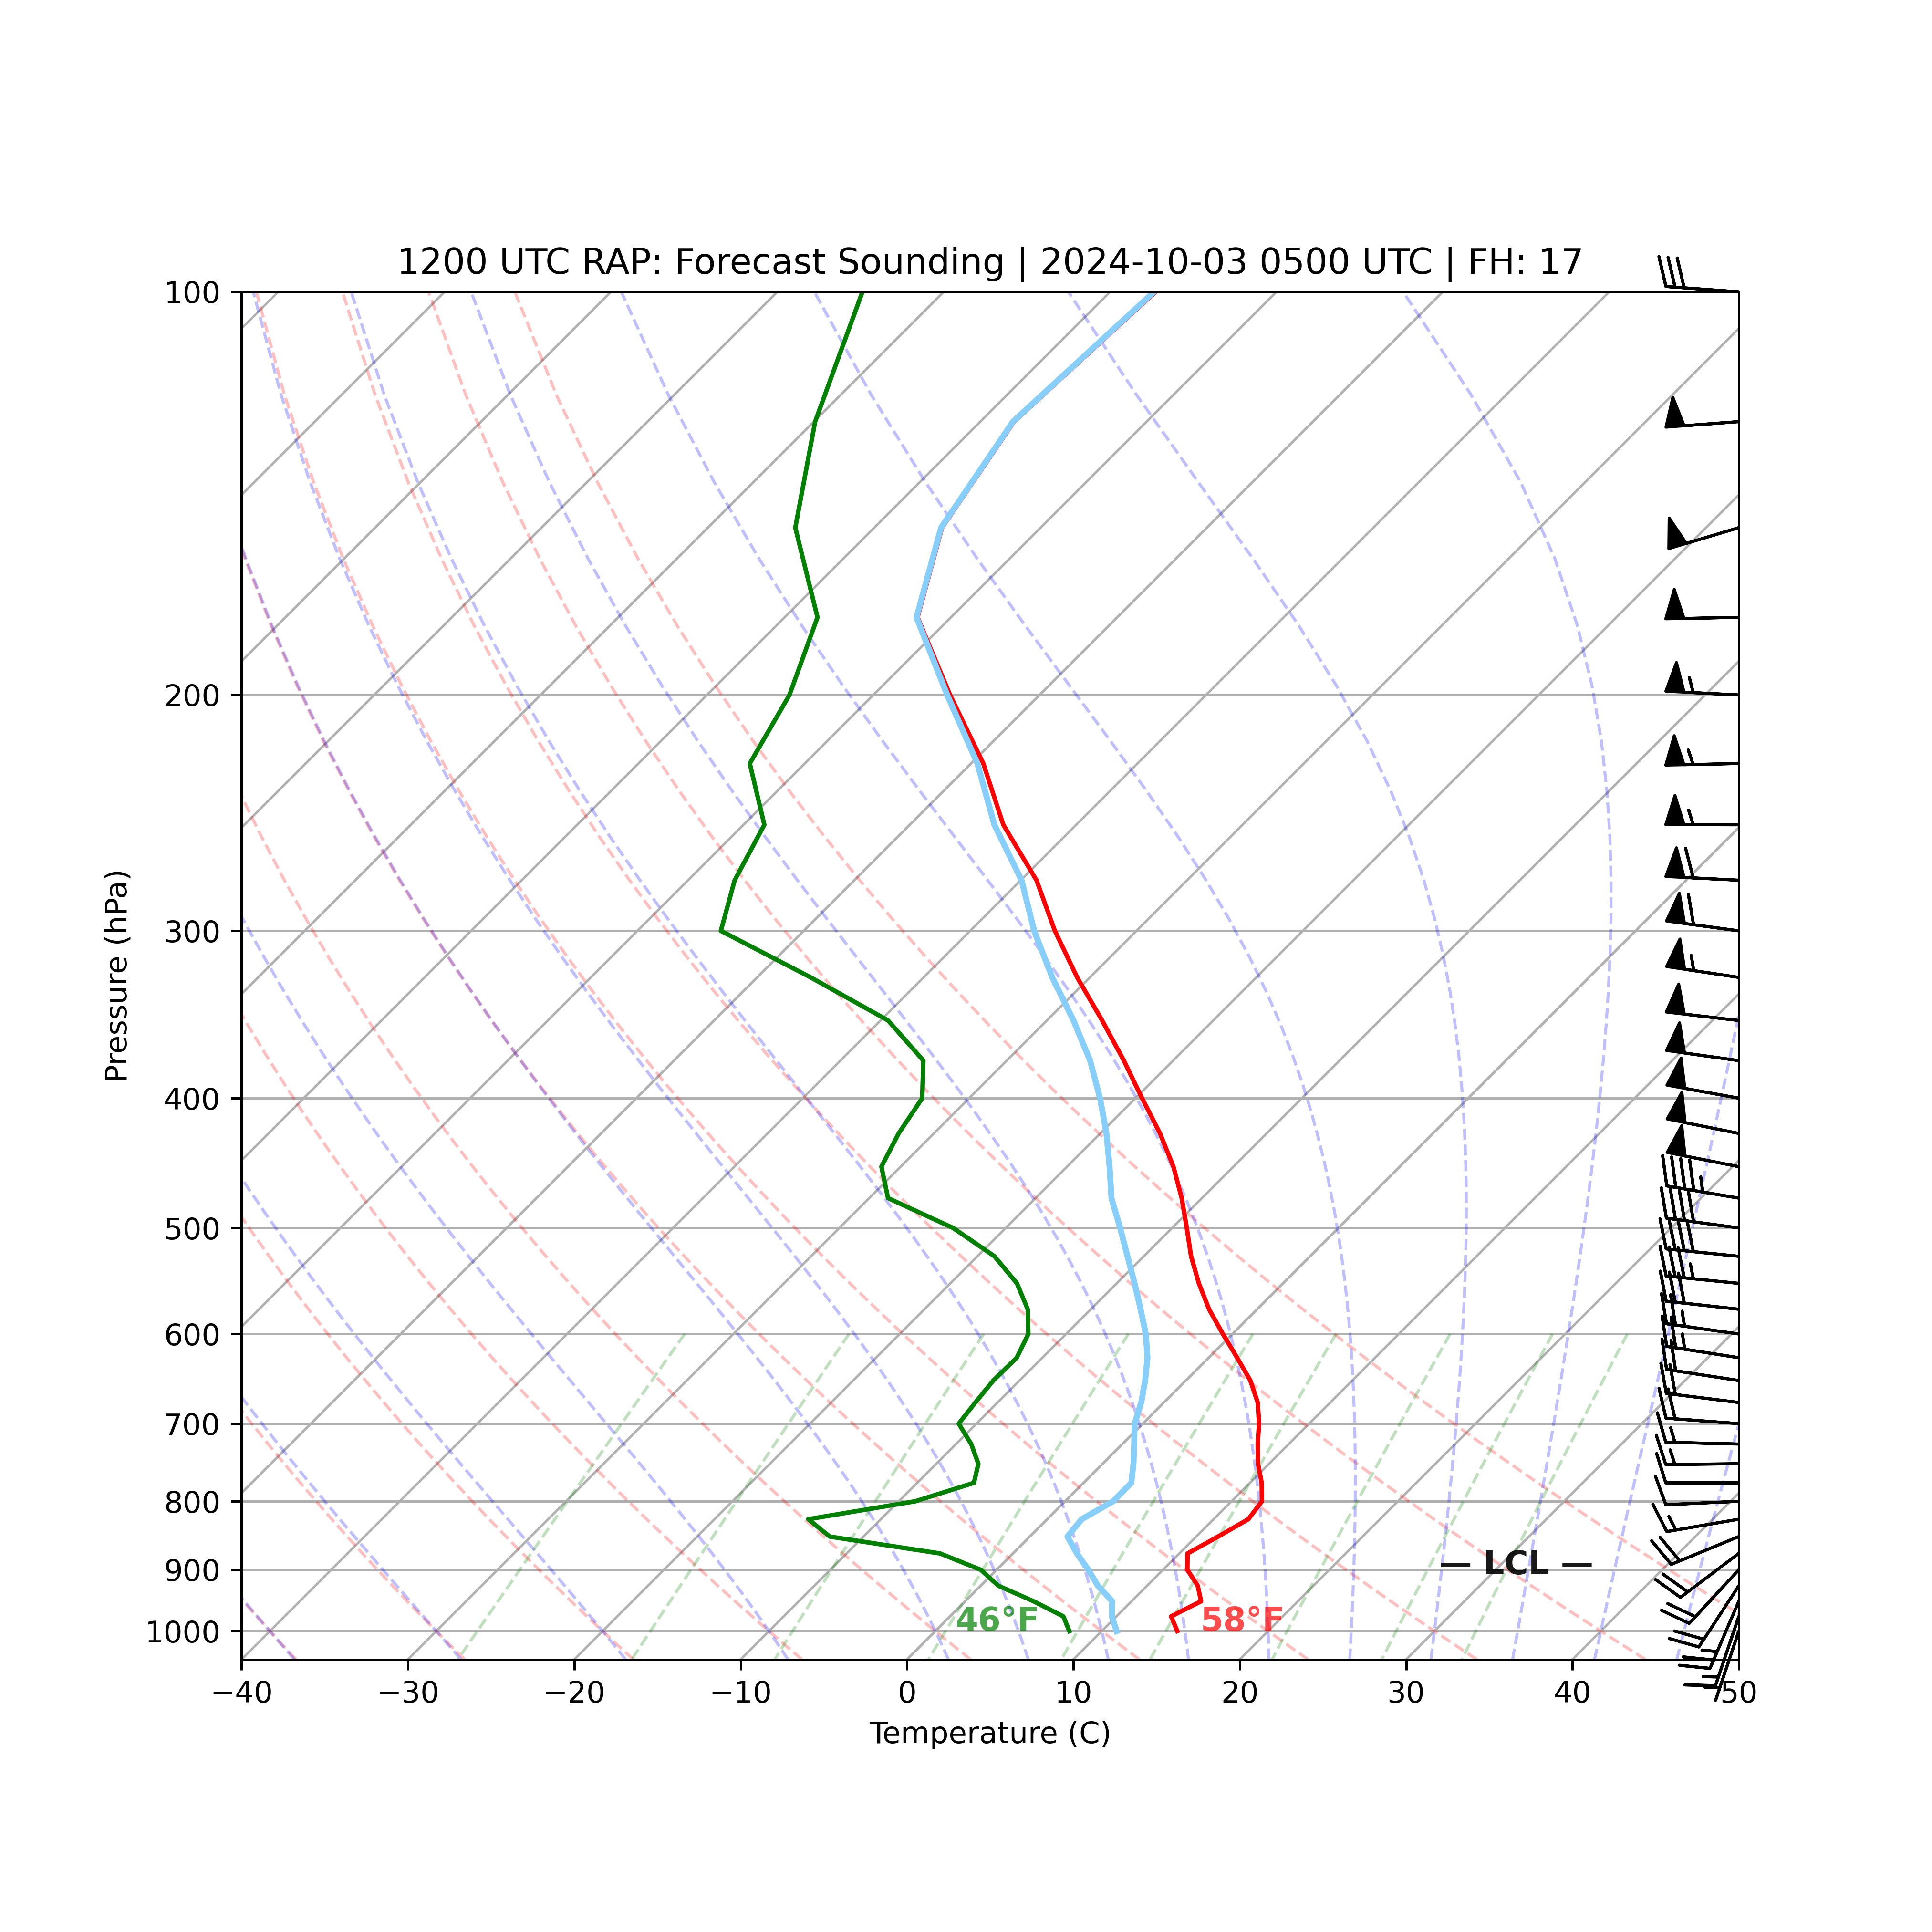 1200 UTC RAP: Forecast Sounding | 2024-10-03 0500 UTC | FH: 17
100
200
300
400
500
600
700
800
900
1000
Pressure (hPa)
— LCL —
46°F
58°F
−40 −30 −20 −10 0 10 20 30 40 50
Temperature (C)